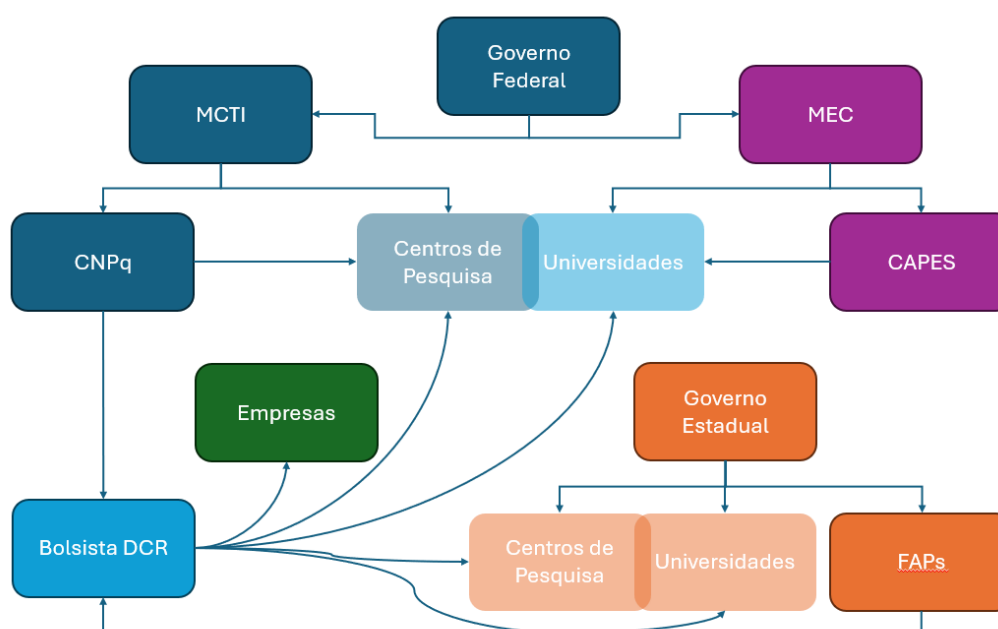 Governo
Federal
MCTI
MEC
CNPq
Centros de
Pesquisa
Universidades
CAPES
Empresas
Governo
Estadual
Bolsista DCR
Centros de
Pesquisa
Universidades
FAPs